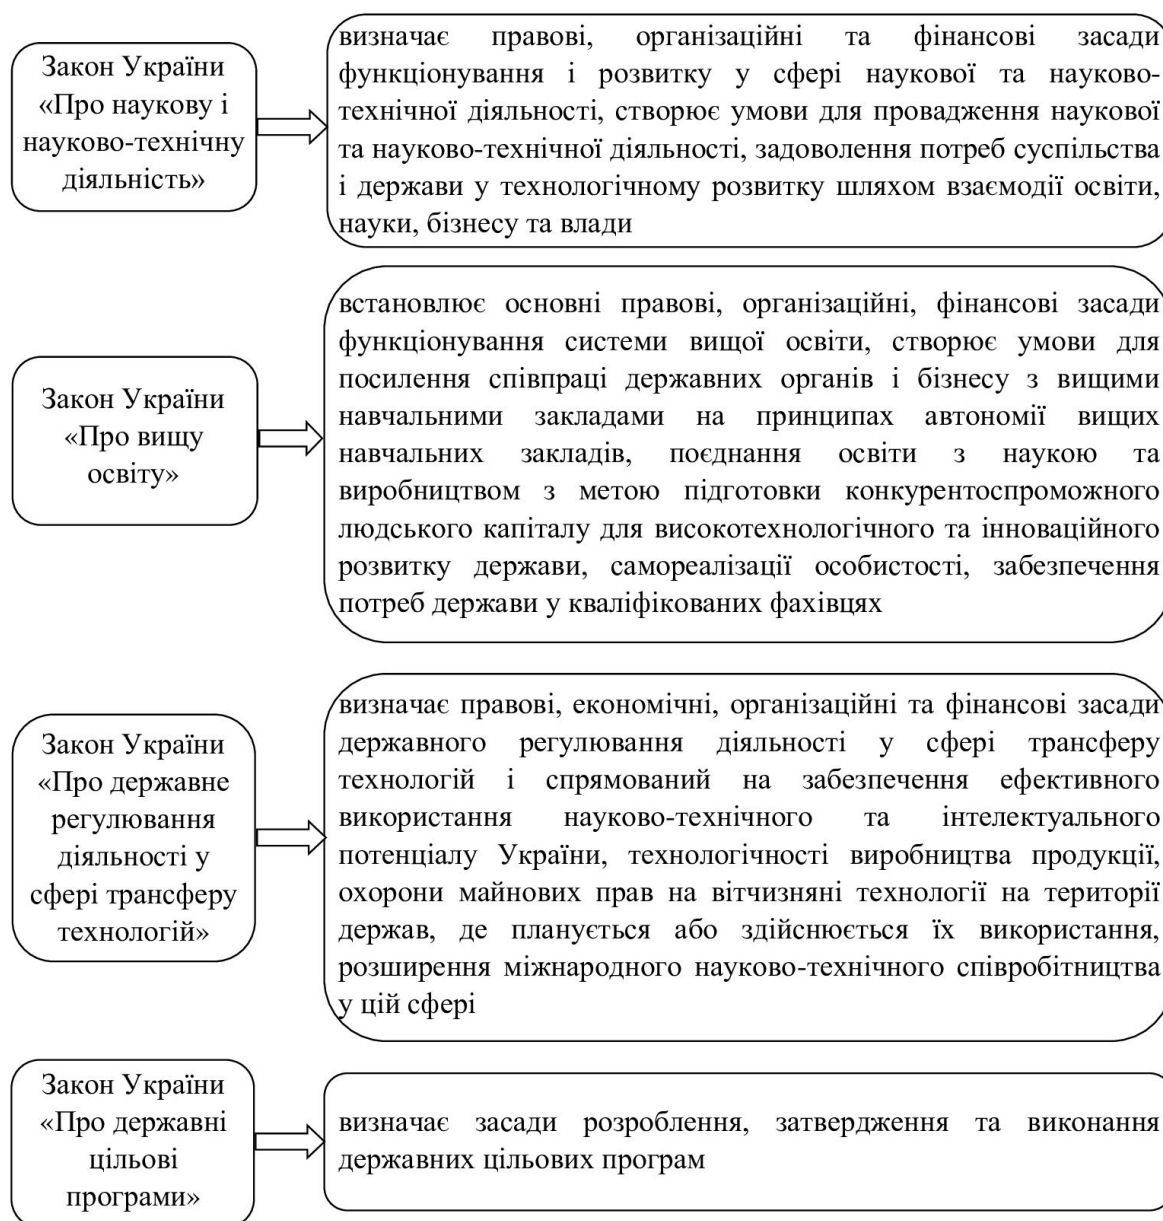 Закон України
«Про наукову і
науково-технічну
діяльність»
визначає правові, організаційні та фінансові засади
функціонування і розвитку у сфері наукової та науково-
технічної діяльності, створює умови для провадження наукової
та науково-технічної діяльності, задоволення потреб суспільства
і держави у технологічному розвитку шляхом взаємодії освіти,
науки, бізнесу та влади
Закон України
«Про вищу
освіту»
встановлює основні правові, організаційні, фінансові засади
функціонування системи вищої освіти, створює умови для
посилення співпраці державних органів і бізнесу з вищими
навчальними закладами на принципах автономії вищих
навчальних закладів, поєднання освіти з наукою та
виробництвом з метою підготовки конкурентоспроможного
людського капіталу для високотехнологічного та інноваційного
розвитку держави, самореалізації особистості, забезпечення
потреб держави у кваліфікованих фахівцях
Закон України
«Про державне
регулювання
діяльності у
сфері трансферу
технологій»
визначає правові, економічні, організаційні та фінансові засади
державного регулювання діяльності у сфері трансферу
технологій і спрямований на забезпечення ефективного
використання науково-технічного та інтелектуального
потенціалу України, технологічності виробництва продукції,
охорони майнових прав на вітчизняні технології на території
держав, де планується або здійснюється їх використання,
розширення міжнародного науково-технічного співробітництва
у цій сфері
Закон України
«Про державні
цільові
програми»
визначає засади розроблення, затвердження та виконання
державних цільових програм